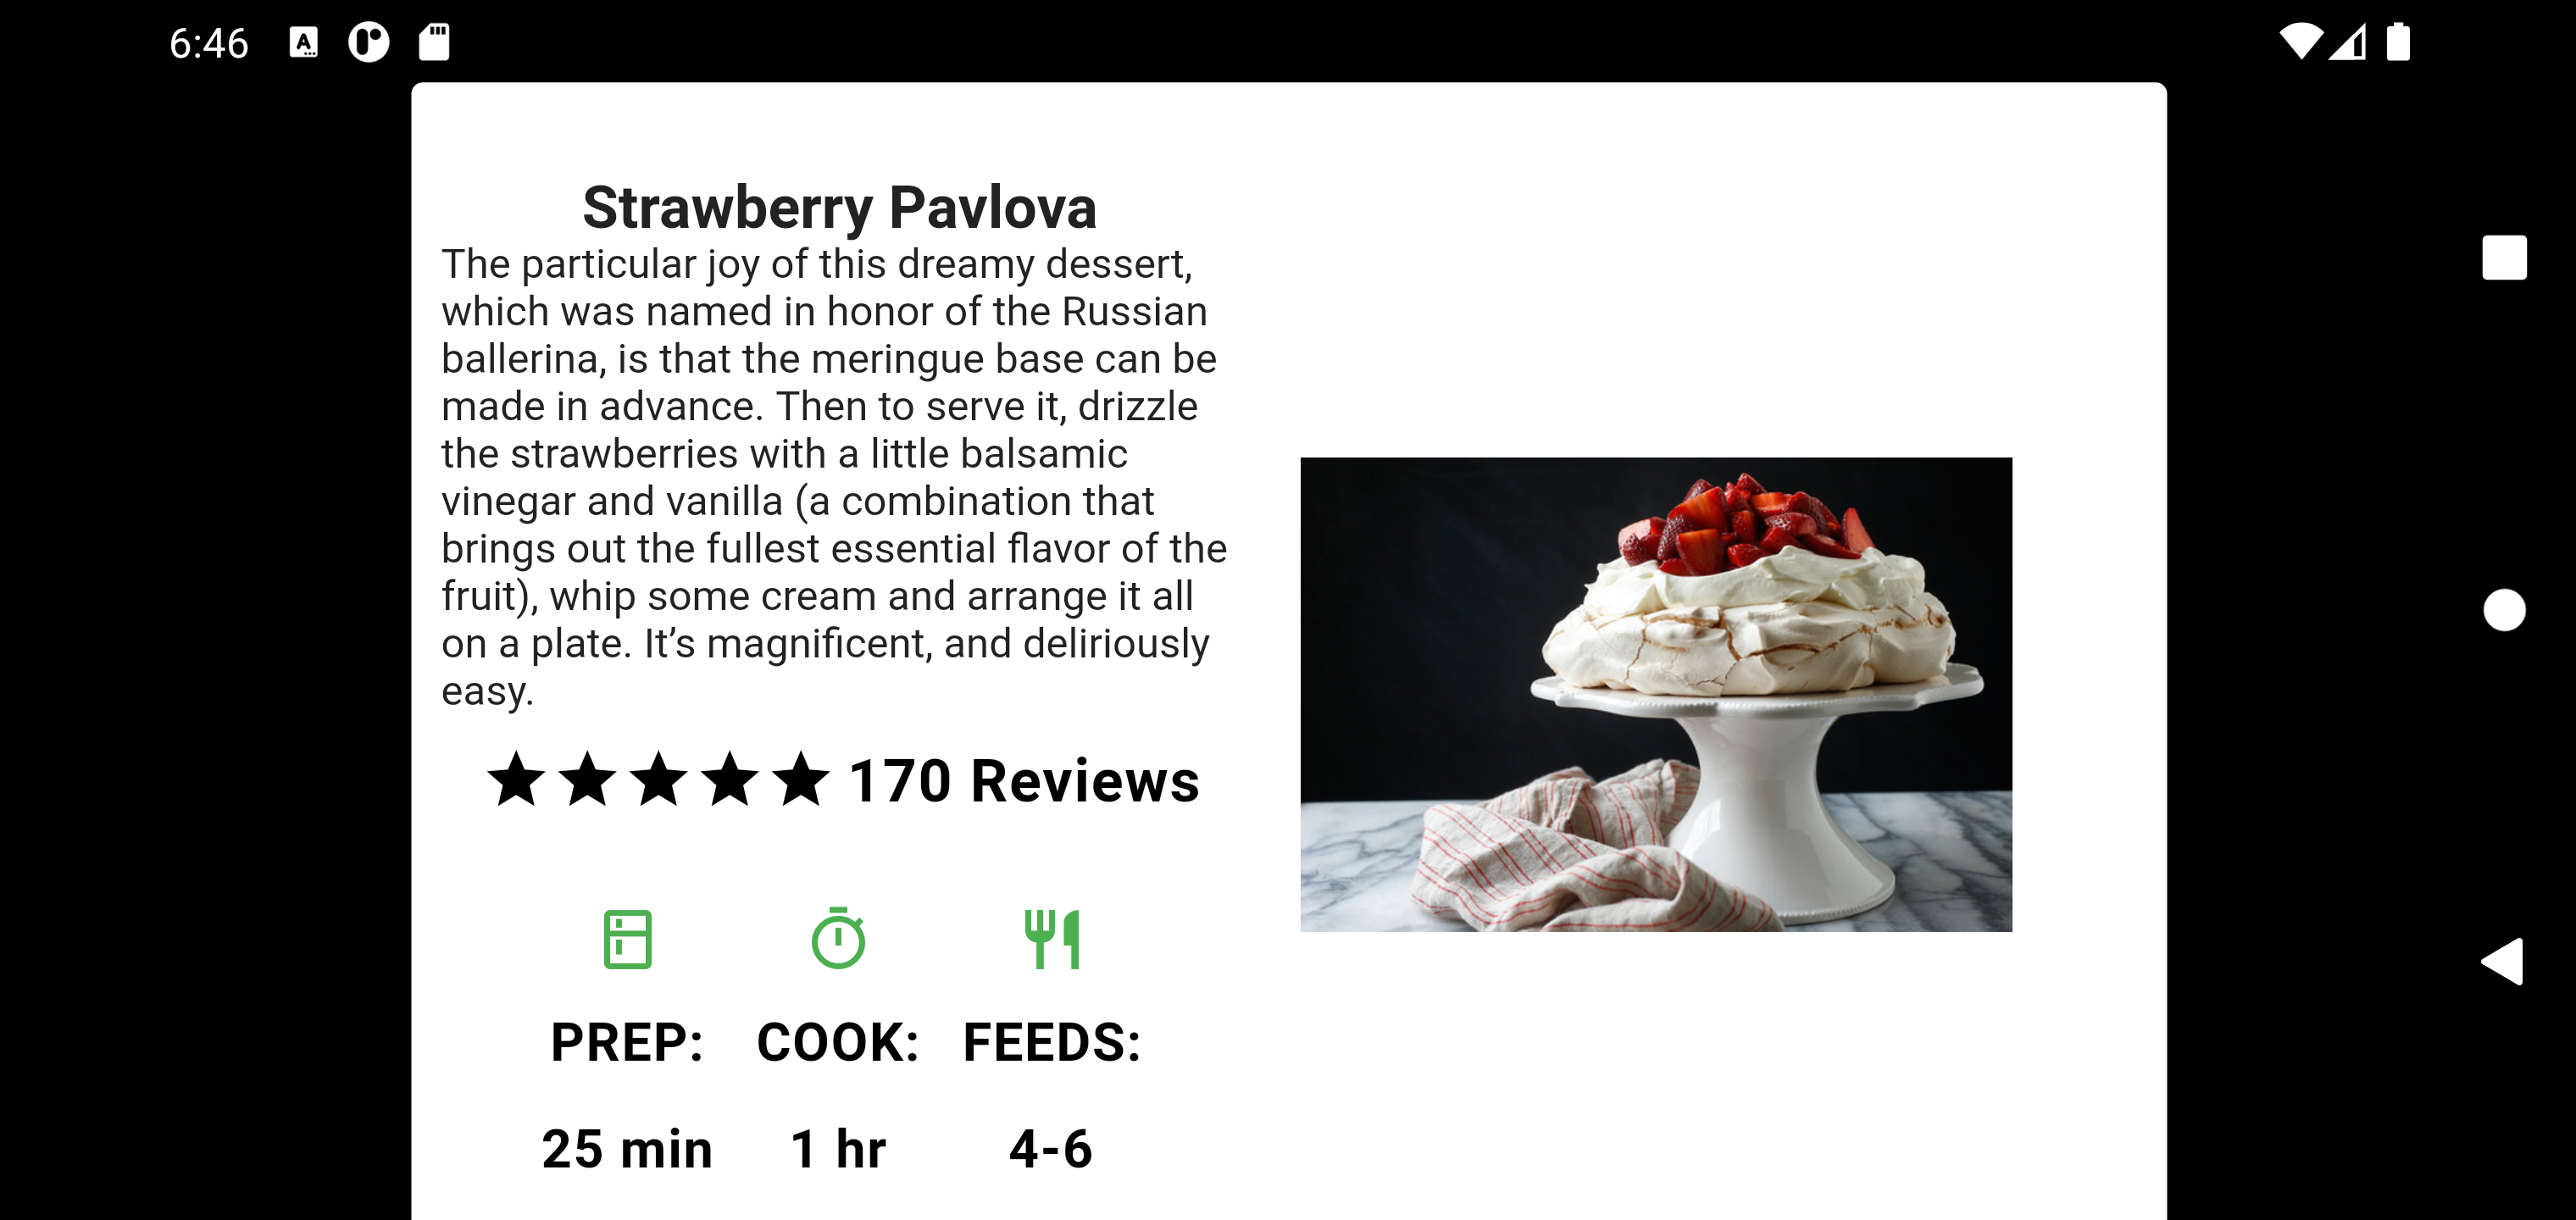 6:46
Strawberry Pavlova
The particular joy of this dreamy dessert,
which was named in honor of the Russian
ballerina, is that the meringue base can be
made in advance. Then to serve it, drizzle
the strawberries with a little balsamic
vinegar and vanilla (a combination that
brings out the fullest essential flavor of the
fruit), whip some cream and arrange it all
on a plate. It’s magnificent, and deliriously
easy.
170 Reviews
PREP: COOK: FEEDS:
25 min 1 hr 4-6